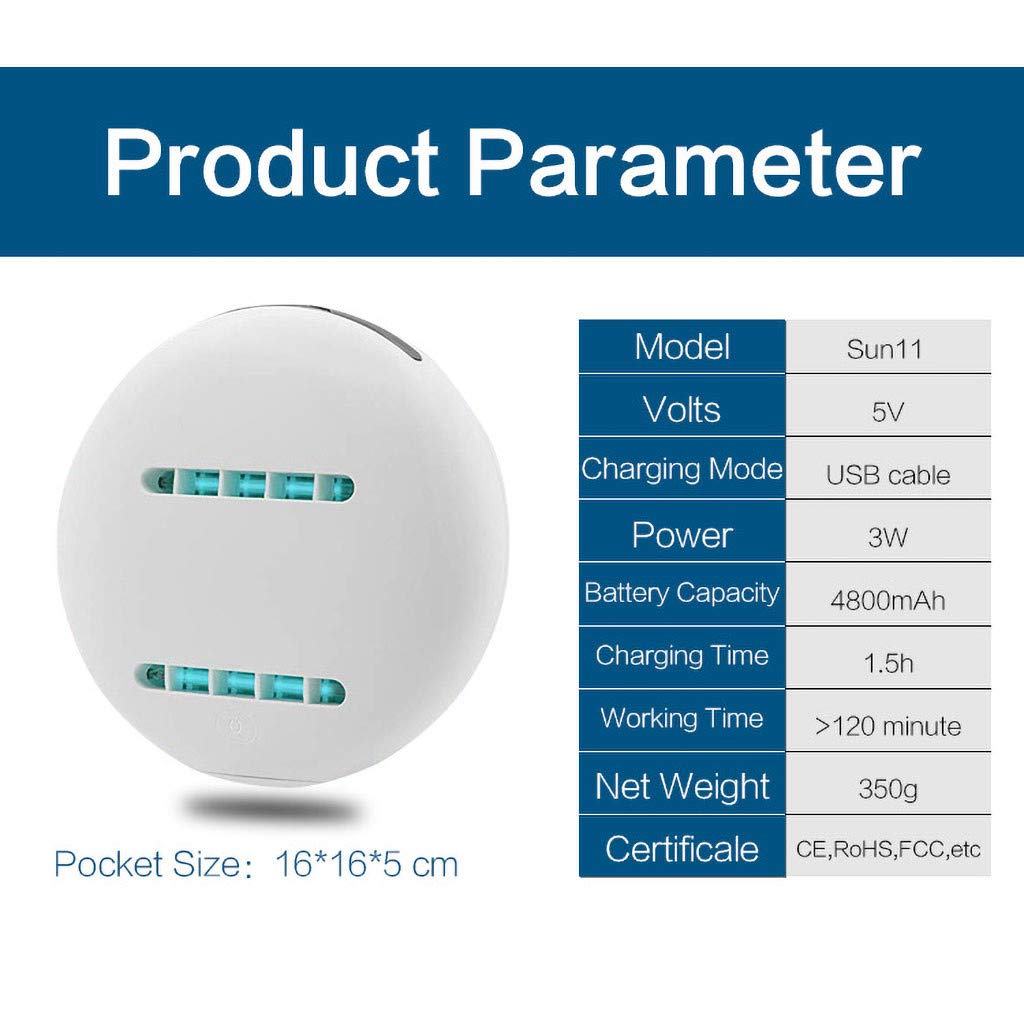 Product Parameter
Model Sun11
Volts 5V
Charging Mode USB cable
Power 3W
Battery Capacity 4800mAh
Charging Time 1.5h
Working Time >120 minute
Net Weight 350g
Certificale CE,RoHS,FCC,etc
Pocket Size: 16*16*5 cm